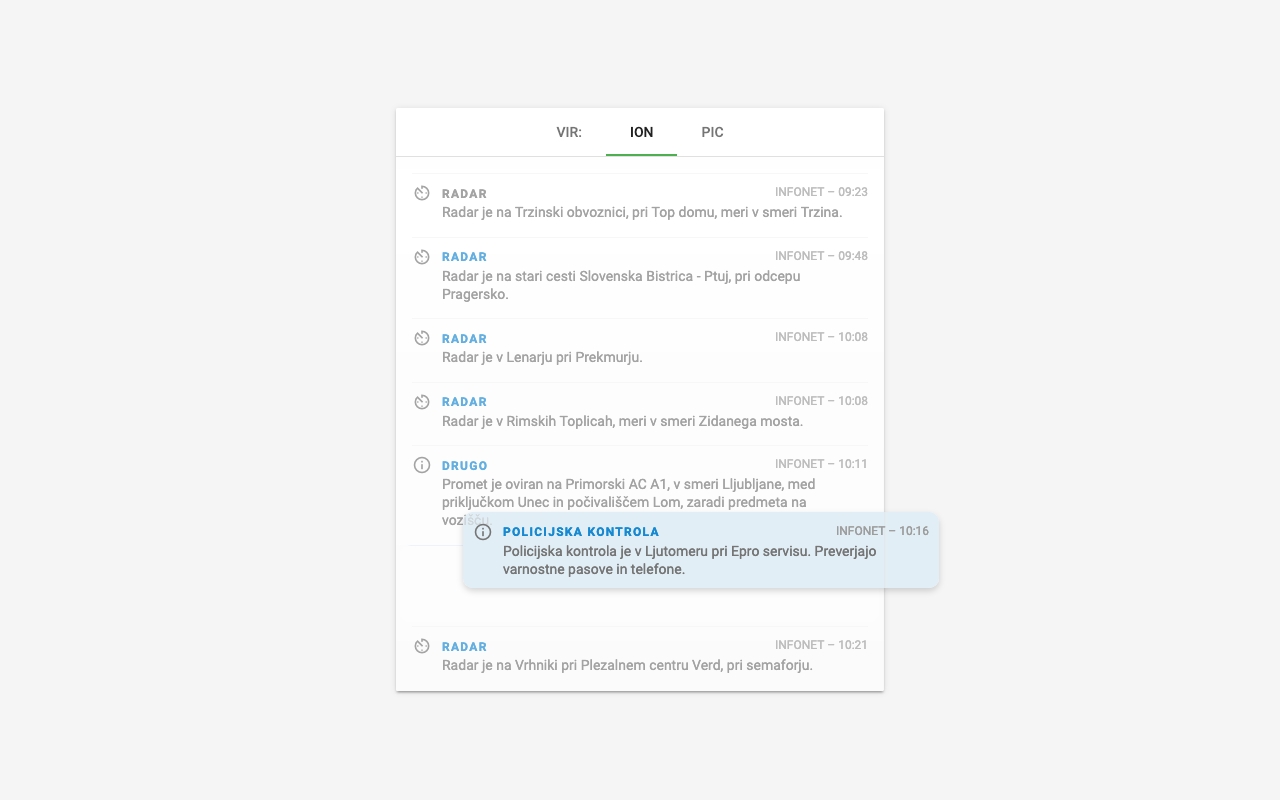 VIR: ION PIC
RADAR INFONET – 09:23
Radar je na Trzinski obvoznici, pri Top domu, meri v smeri Trzina.
RADAR INFONET – 09:48
Radar je na stari cesti Slovenska Bistrica - Ptuj, pri odcepu
Pragersko.
RADAR INFONET – 10:08
Radar je v Lenarju pri Prekmurju.
RADAR INFONET – 10:08
Radar je v Rimskih Toplicah, meri v smeri Zidanega mosta.
DRUGO INFONET – 10:11
Promet je oviran na Primorski AC A1, v smeri Lljubljane, med
priključkom Unec in počivališčem Lom, zaradi predmeta na
vozišču.
POLICIJSKA KONTROLA INFONET – 10:16
Policijska kontrola je v Ljutomeru pri Epro servisu. Preverjajo
varnostne pasove in telefone.
RADAR INFONET – 10:21
Radar je na Vrhniki pri Plezalnem centru Verd, pri semaforju.